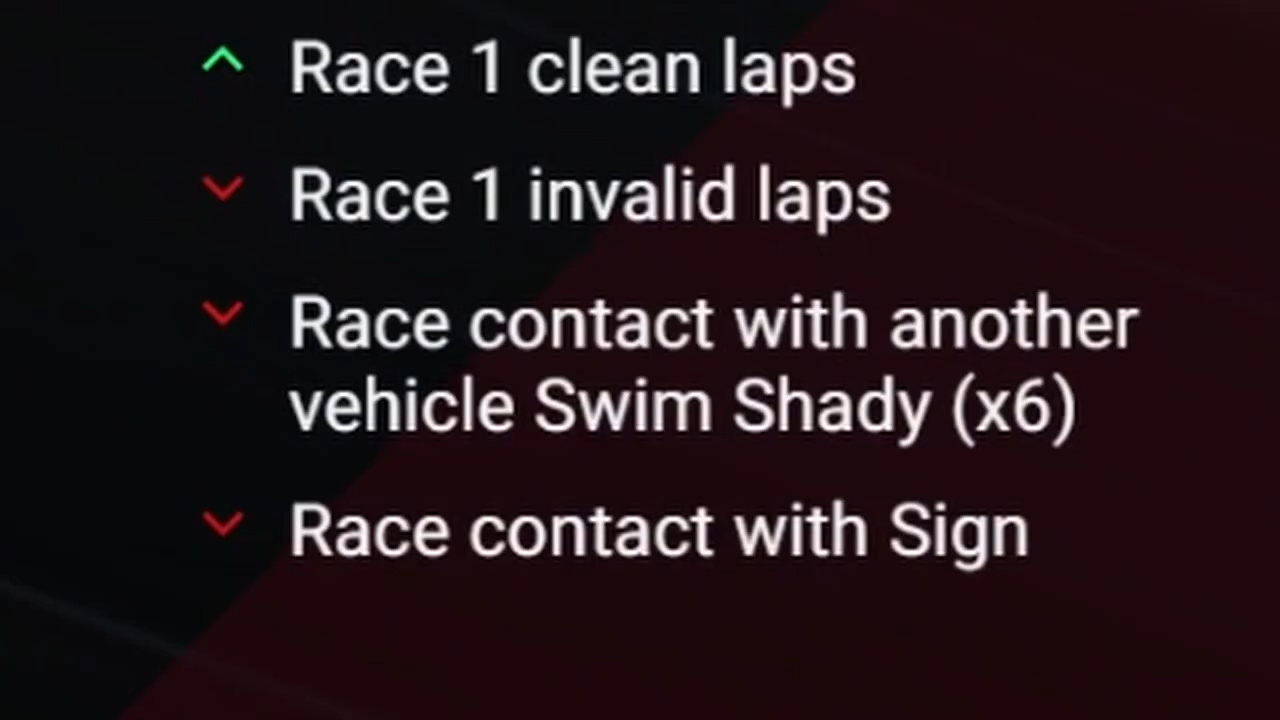 Race 1 clean laps
Race 1 invalid laps
Race contact with another
vehicle Swim Shady (x6)
Race contact with Sign